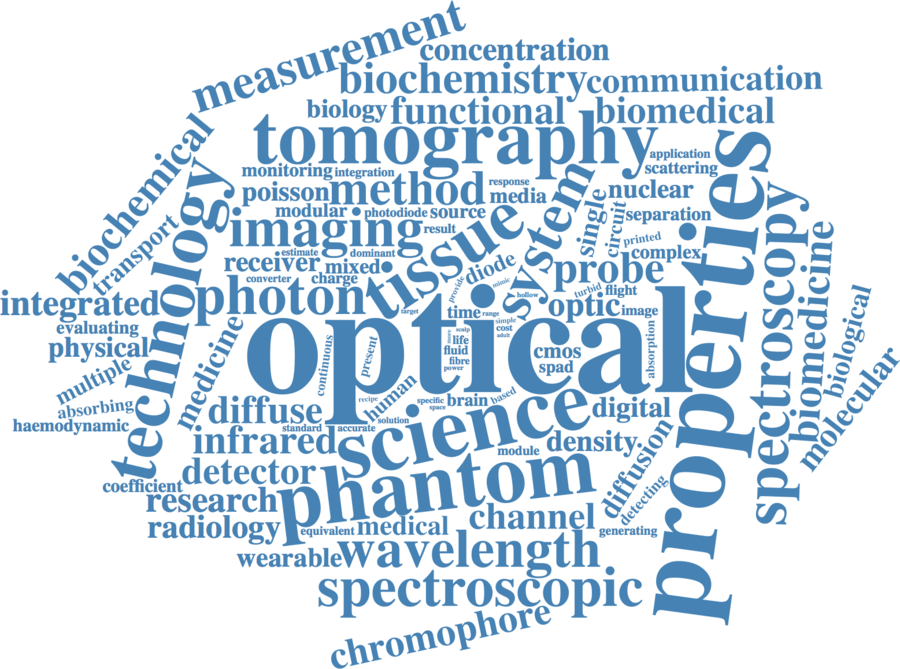 measurement
concentration
biochemistry
communication
biology
functional
biomedical
tomography
biochemical
monitoring
integration
application
scattering
poisson
method
response
media
nuclear
modular
photodiode
source
single
circuit
separation
transport
technology
imaging
result
tissue
system
printed
complex
properties
spectroscopy
biomedicine
estimate
dominant
receiver
mixed
converter
charge
provide
diode
mimic
hollow
probe
turbid
flight
integrated
photon
target
time
range
optic
image
biological
molecular
evaluating
physical
medicine
optical
simple
cost
adult
scalp
life
fluid
fibre
power
cmos
spad
absorption
continuous
present
multiple
absorbing
haemodynamic
diffuse
recipe
human
specific
space
brain
based
digital
standard
accurate
solution
infrared
science
module
density
diffusion
detector
coefficient
phantom
research
detecting
radiology
equivalent
medical
channel
generating
wearable
wavelength
spectroscopic
chromophore